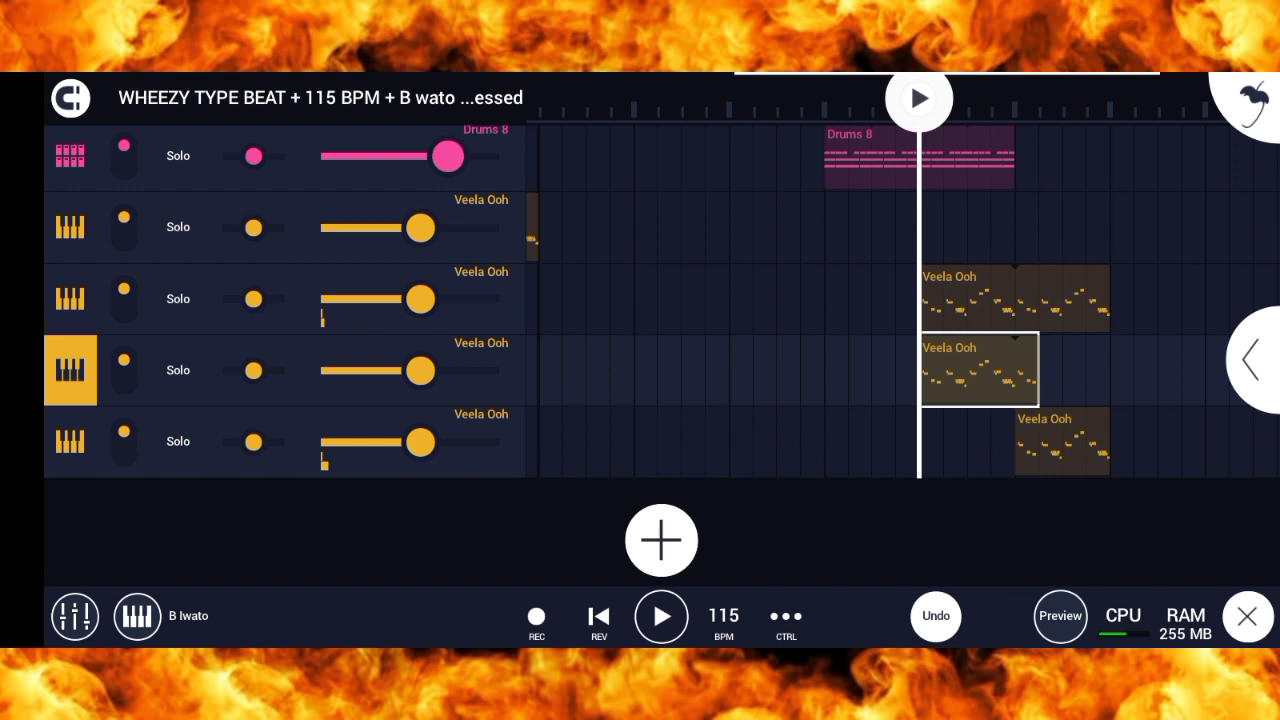 WHEEZY TYPE BEAT + 115 BPM + B wato ...essed
Drums 8
Solo
Drums 8
Veela Ooh
Solo
Veela Ooh
Solo
Veela Ooh
Veela Ooh
Solo
Veela Ooh
Veela Ooh
Solo
Veela Ooh
B Iwato
REC
REV
115
BPM
CTRL
Undo
Preview
CPU
RAM
255 MB